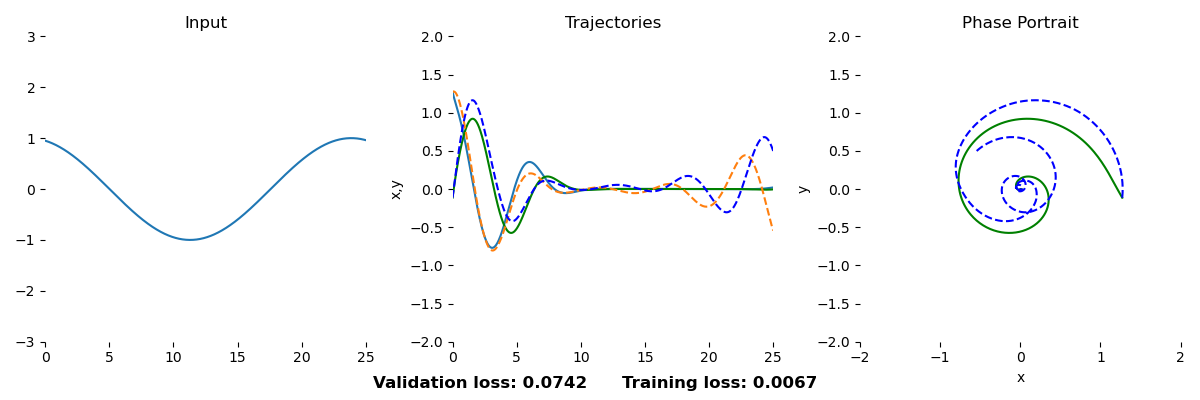 Input
3
2
1
0
−1
−2
−3
0 5 10 15 20 25
Trajectories
x,y
2.0
1.5
1.0
0.5
0.0
−0.5
−1.0
−1.5
−2.0
0 5 10 15 20 25
Phase Portrait
y
2.0
1.5
1.0
0.5
0.0
−0.5
−1.0
−1.5
−2.0
−2 −1 0 1 2
x
Validation loss: 0.0742 Training loss: 0.0067